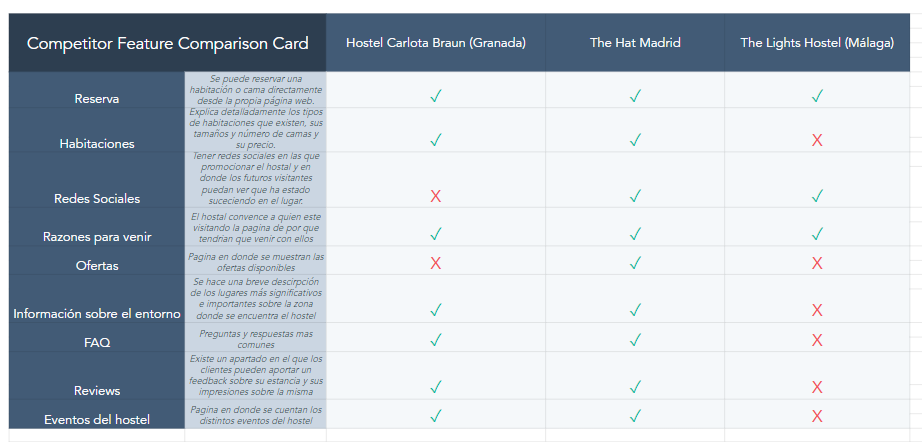 Competitor Feature Comparison Card
Hostel Carlota Braun (Granada)
The Hat Madrid
The Lights Hostel (Málaga)
Reserva
Se puede reservar una
habitación o cama directamente
desde la propia página web.
✓ ✓ ✓
Habitaciones
Explica detalladamente los tipos
de habitaciones que existen, sus
tamaños y número de camas y
su precio.
✓ ✓ X
Redes Sociales
Tener redes sociales en las que
promocionar el hostal y en
donde los futuros visitantes
puedan ver que ha estado
suceciendo en el lugar.
X ✓ ✓
Razones para venir
El hostal convence a quien este
visitando la pagina de por que
tendrian que venir con ellos
✓ ✓ ✓
Ofertas
Pagina en donde se muestran las
ofertas disponibles
X ✓ X
Información sobre el entorno
Se hace una breve descirpción
de los lugares más significativos
e importantes sobre la zona
donde se encuentra el hostel
✓ ✓ X
FAQ
Preguntas y respuestas mas
comunes
✓ ✓ X
Reviews
Existe un apartado en el que los
clientes pueden aportar un
feedback sobre su estancia y sus
impresiones sobre la misma
✓ ✓ X
Eventos del hostel
Pagina en donde se cuentan los
distintos eventos del hostel
✓ ✓ X